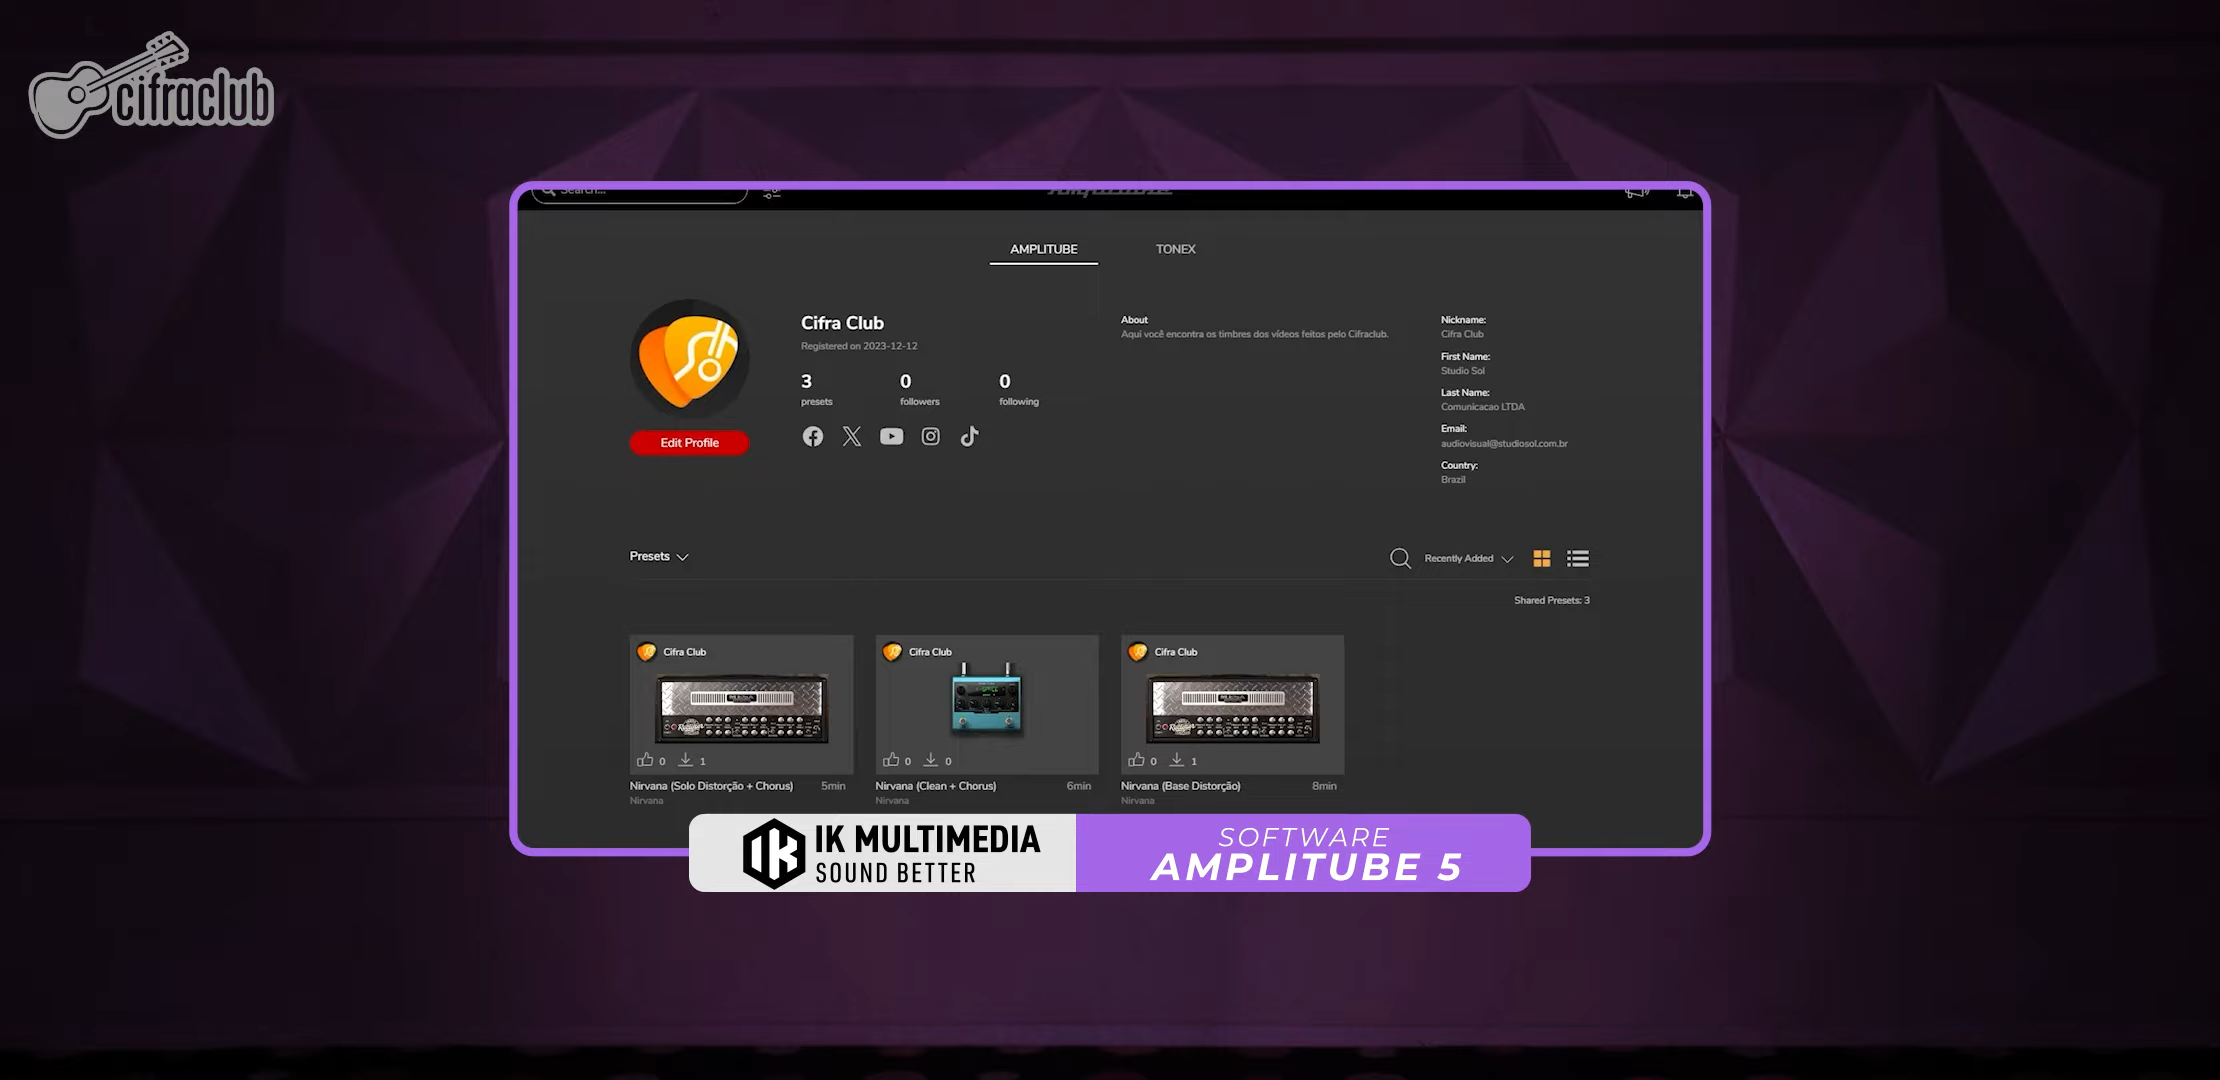 cifraclub
Search...
AMPLITUBE
AMPLITUBE TONEX
Cifra Club
Registered on 2023-12-12
3 0 0
presets followers following
Edit Profile
About
Aqui você encontra os timbres dos vídeos feitos pelo Cifraclub.
Nickname:
Cifra Club
First Name:
Studio Sol
Last Name:
Comunicacao LTDA
Email:
audiovisual@studiosol.com.br
Country:
Brazil
Presets
Recently Added
Shared Presets: 3
Cifra Club
0 1
Nirvana (Solo Distorção + Chorus) 5min
Nirvana
Cifra Club
0 0
Nirvana (Clean + Chorus) 6min
Nirvana
Cifra Club
0 1
Nirvana (Base Distorção) 8min
Nirvana
IK MULTIMEDIA
SOUND BETTER
SOFTWARE
AMPLITUBE 5